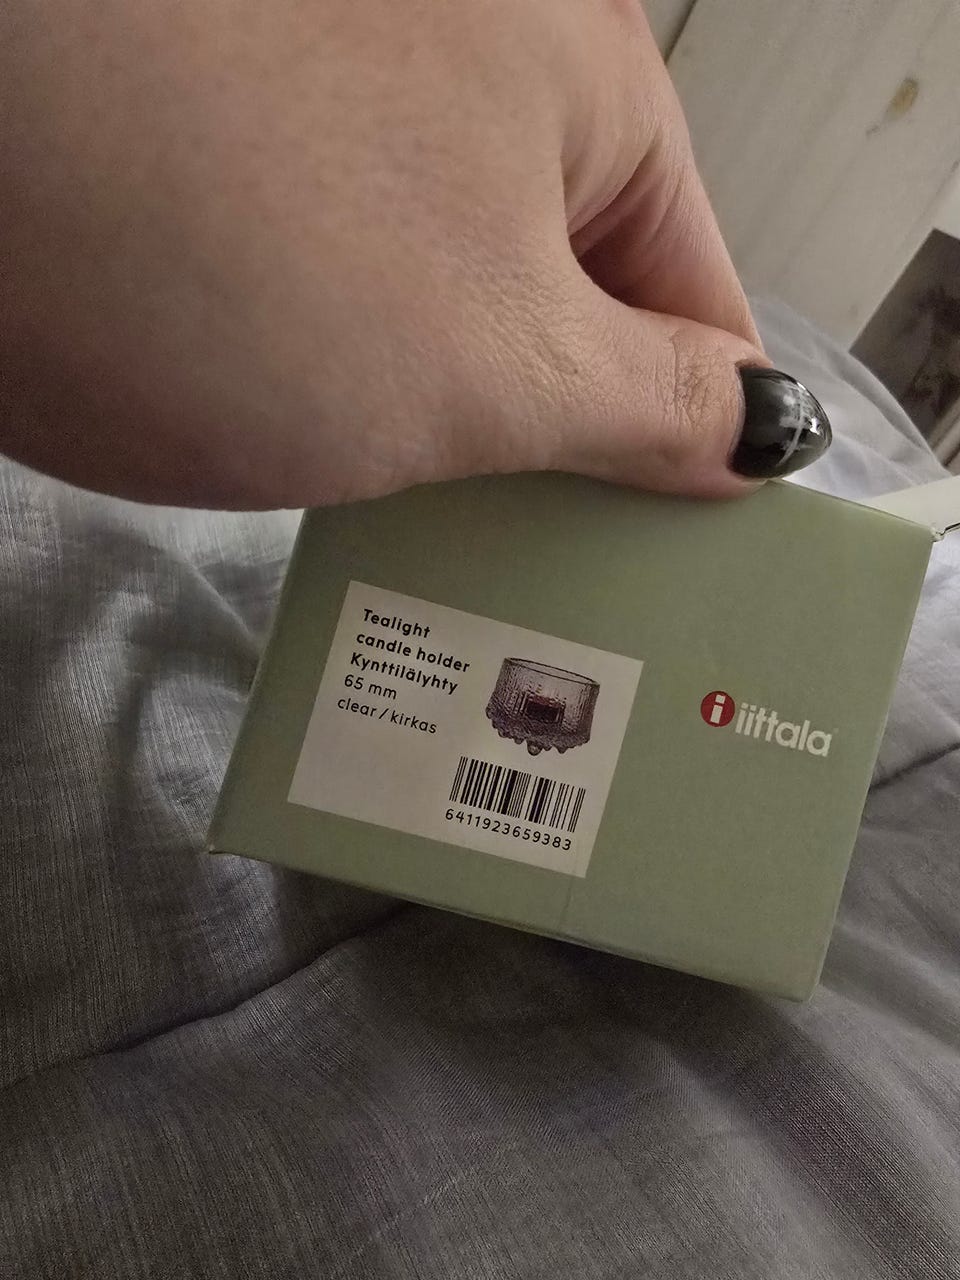 Tealight
candle holder
Kynttilälyhty
65 mm
clear / kirkas
6411923659383
i iittala